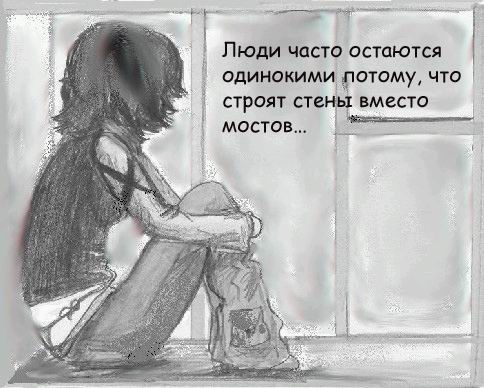 Люди часто остаются
одинокими потому, что
строят стены вместо
мостов...